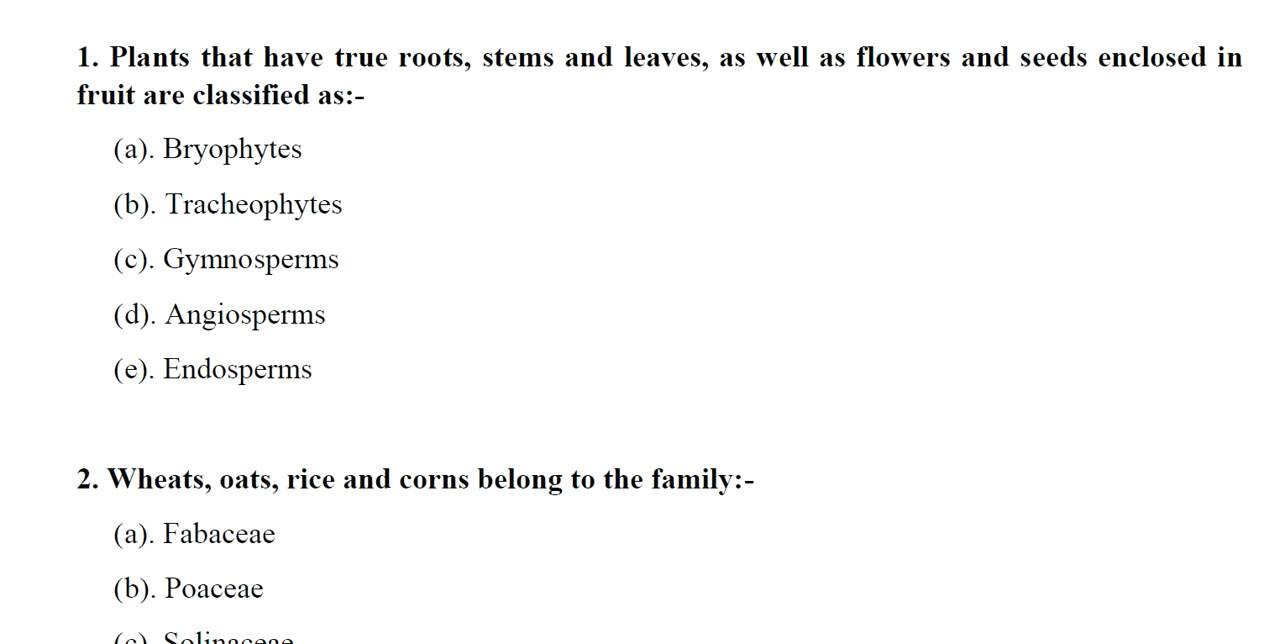 1. Plants that have true roots, stems and leaves, as well as flowers and seeds enclosed in
fruit are classified as:-
(a). Bryophytes
(b). Tracheophytes
(c). Gymnosperms
(d). Angiosperms
(e). Endosperms
2. Wheats, oats, rice and corns belong to the family:-
(a). Fabaceae
(b). Poaceae
(c). Solinaceae